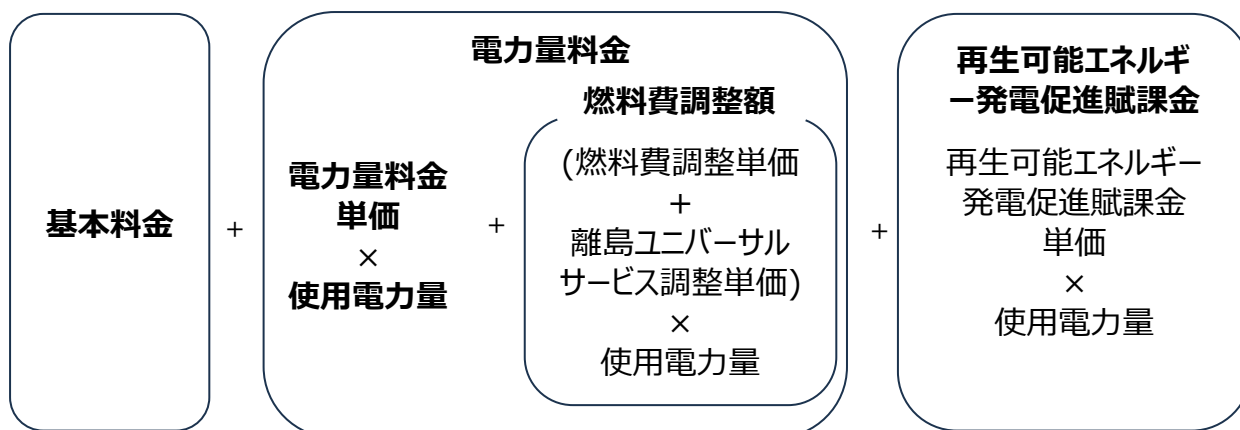 基本料金
+
電力量料金
電力量料金
単価
×
使用電力量
+
燃料費調整額
(燃料費調整単価
+
離島ユニバーサル
サービス調整単価)
×
使用電力量
+
再生可能エネルギ
ー発電促進賦課金
再生可能エネルギー
発電促進賦課金
単価
×
使用電力量